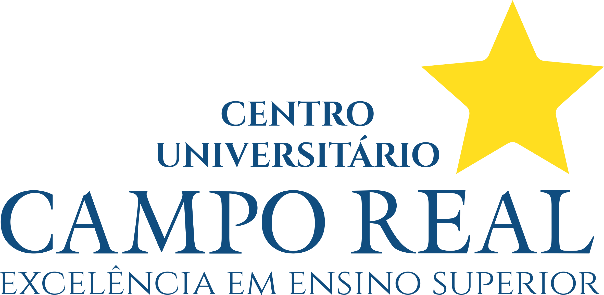 CENTRO
UNIVERSITÁRIO
CAMPO REAL
EXCELÊNCIA EM ENSINO SUPERIOR